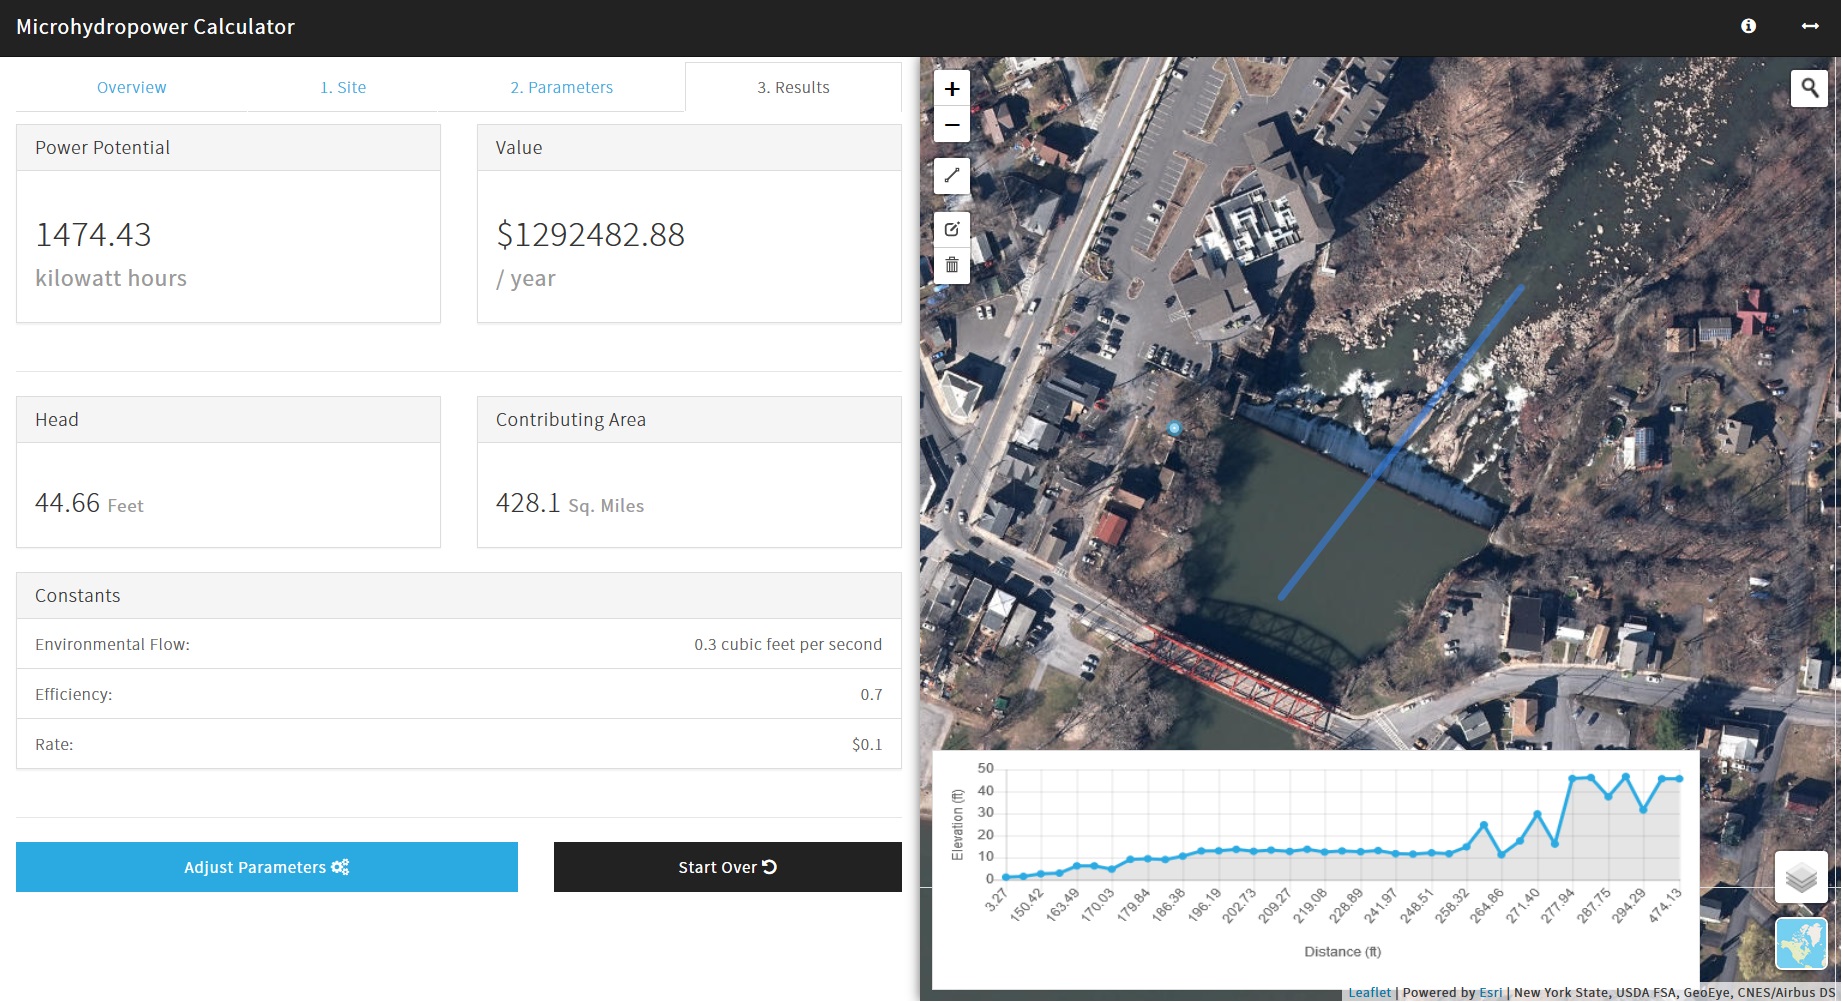 Microhydropower Calculator
Overview
1. Site
2. Parameters
3. Results
Power Potential
1474.43
kilowatt hours
Value
$1292482.88
/ year
Head
44.66 Feet
Contributing Area
428.1 Sq. Miles
Constants
Environmental Flow: 0.3 cubic feet per second
Efficiency: 0.7
Rate: $0.1
Adjust Parameters
Start Over
+
−
Elevation (ft)
50
40
30
20
10
0
3.27
150.42
163.49
170.03
179.84
186.38
196.19
202.73
209.27
219.08
228.89
241.97
248.51
258.32
264.86
271.40
277.94
287.75
294.29
474.13
Distance (ft)
Leaflet | Powered by Esri | New York State, USDA FSA, GeoEye, CNES/Airbus DS